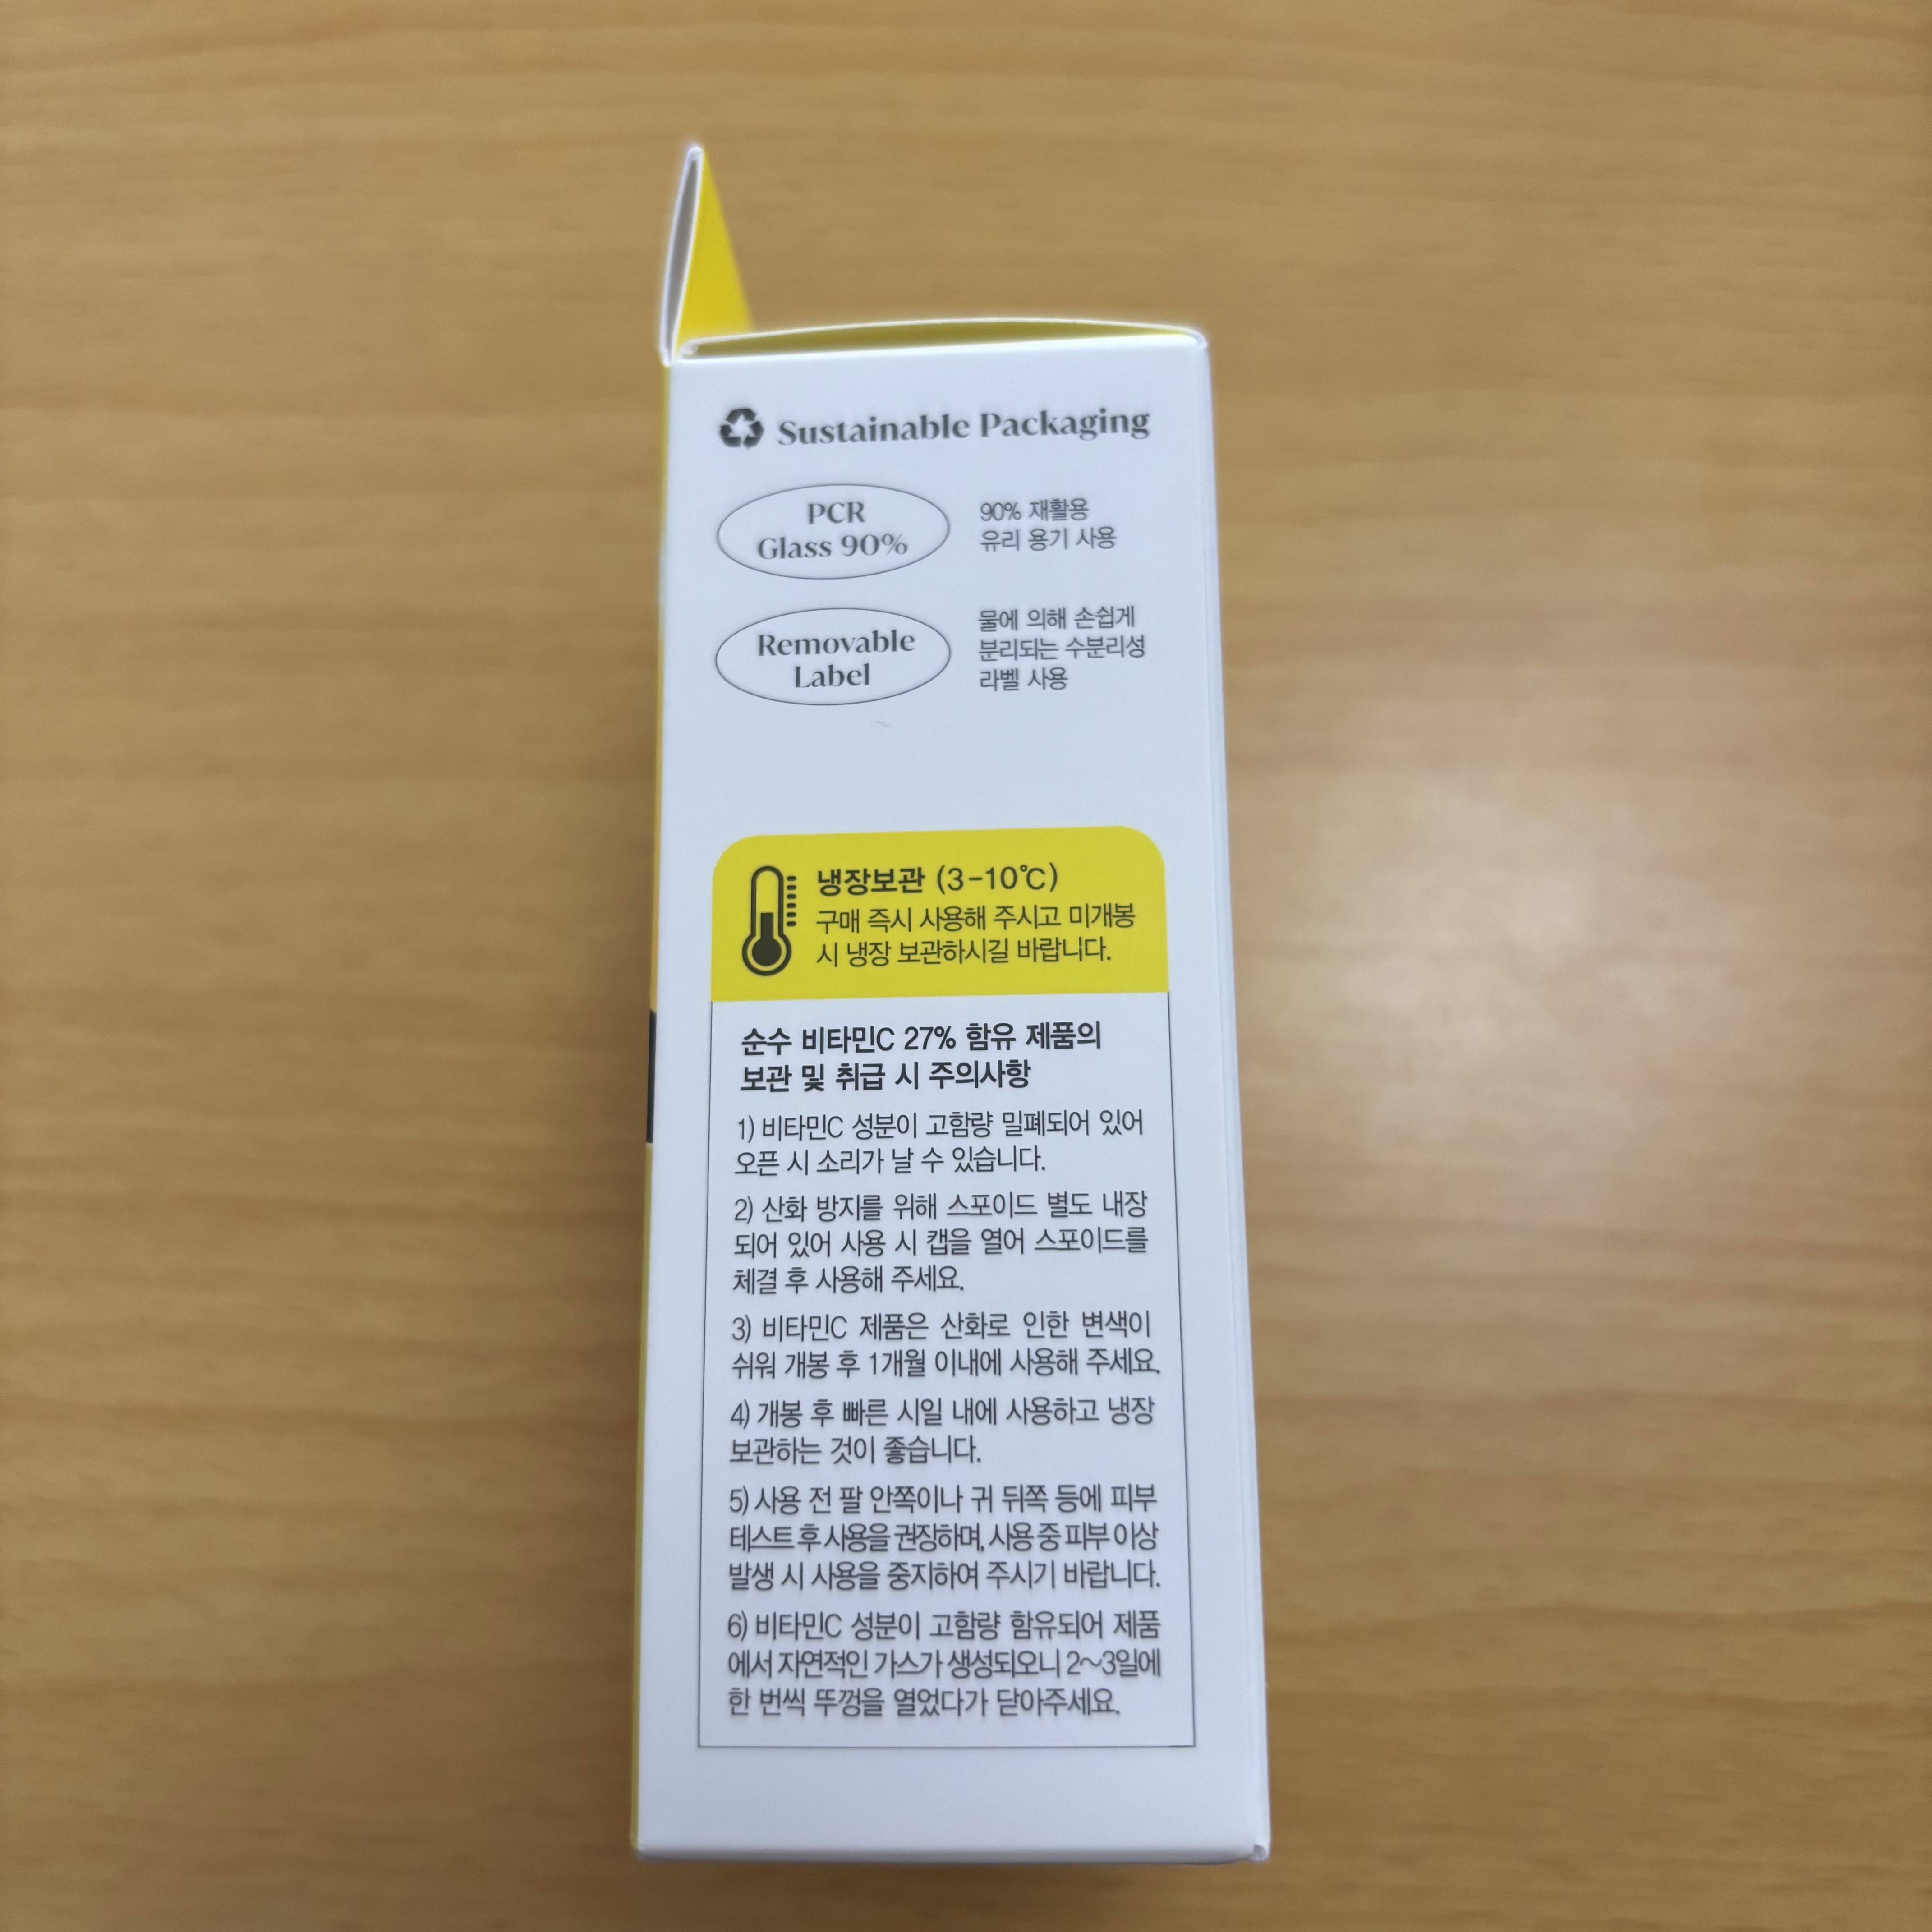 Sustainable Packaging
PCR
Glass 90%
90% 재활용
유리 용기 사용
Removable
Label
물에 의해 손쉽게
분리되는 수분리성
라벨 사용
냉장보관 (3-10℃)
구매 즉시 사용해 주시고 미개봉
시 냉장 보관하시길 바랍니다.
순수 비타민C 27% 함유 제품의
보관 및 취급 시 주의사항
1) 비타민C 성분이 고함량 밀폐되어 있어
오픈 시 소리가 날 수 있습니다.
2) 산화 방지를 위해 스포이드 별도 내장
되어 있어 사용 시 캡을 열어 스포이드를
체결 후 사용해 주세요.
3) 비타민C 제품은 산화로 인한 변색이
쉬워 개봉 후 1개월 이내에 사용해 주세요.
4) 개봉 후 빠른 시일 내에 사용하고 냉장
보관하는 것이 좋습니다.
5) 사용 전 팔 안쪽이나 귀 뒤쪽 등에 피부
테스트 후 사용을 권장하며, 사용 중 피부 이상
발생 시 사용을 중지하여 주시기 바랍니다.
6) 비타민C 성분이 고함량 함유되어 제품
에서 자연적인 가스가 생성되오니 2~3일에
한 번씩 뚜껑을 열었다가 닫아주세요.